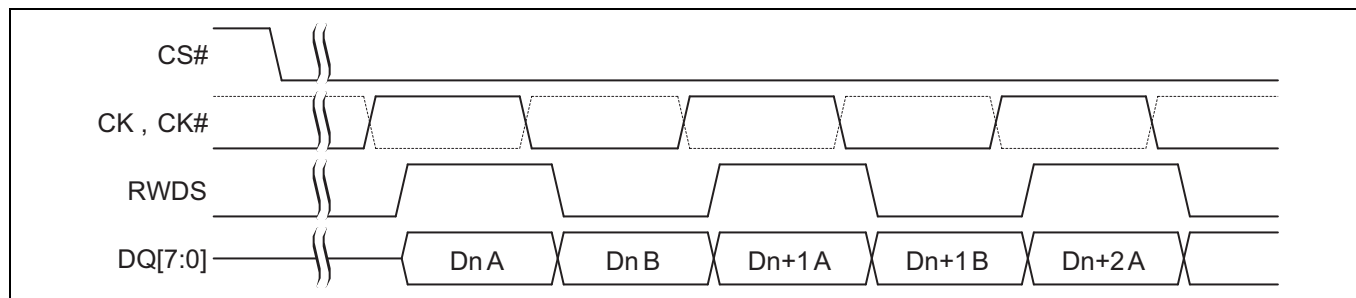 CS#
CK , CK#
RWDS
DQ[7:0]
Dn A
Dn B
Dn+1 A
Dn+1 B
Dn+2 A